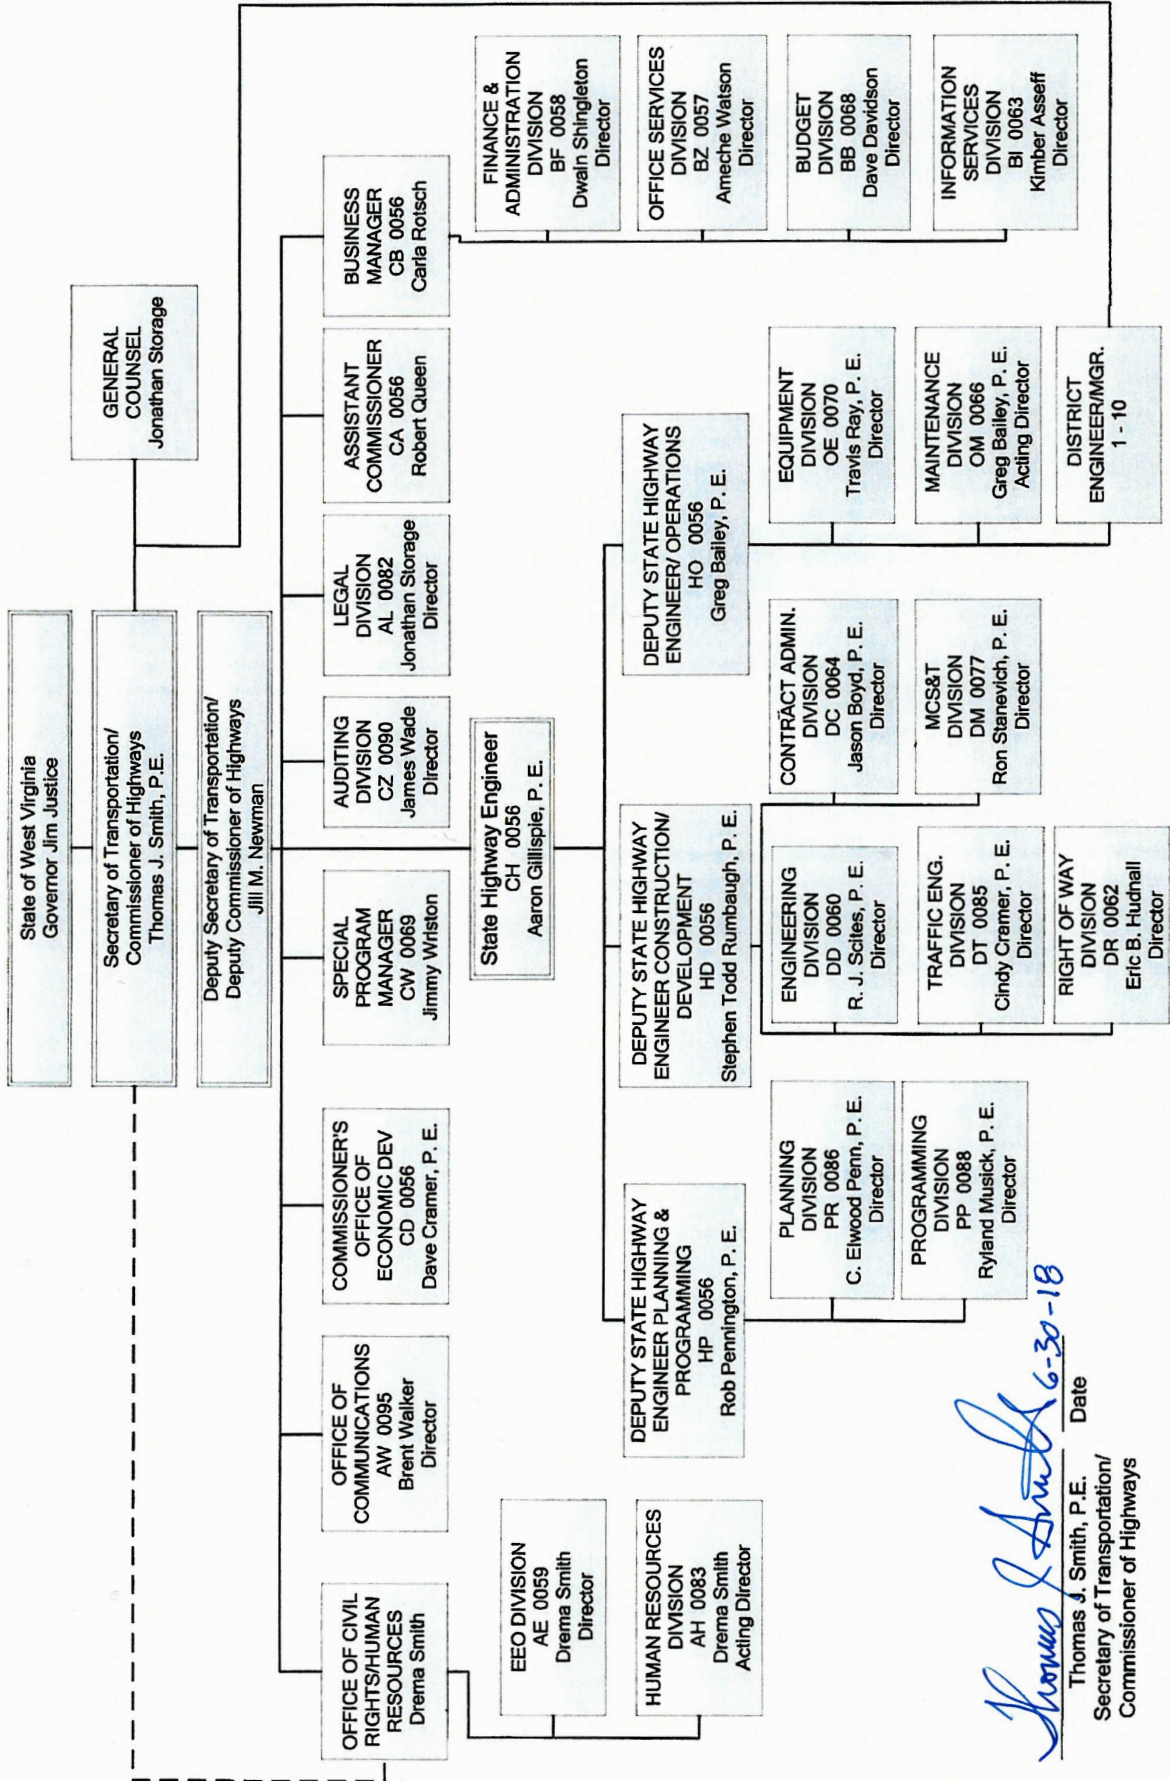 State of West Virginia
Governor Jim Justice
Secretary of Transportation/
Commissioner of Highways
Thomas J. Smith, P.E.
GENERAL
COUNSEL
Jonathan Storage
Deputy Secretary of Transportation/
Deputy Commissioner of Highways
Jill M. Newman
OFFICE OF CIVIL
RIGHTS/HUMAN
RESOURCES
Drema Smith
OFFICE OF
COMMUNICATIONS
AW 0095
Brent Walker
Director
COMMISSIONER'S
OFFICE OF
ECONOMIC DEV
CD 0056
Dave Cramer, P. E.
SPECIAL
PROGRAM
MANAGER
CW 0069
Jimmy Wriston
AUDITING
DIVISION
CZ 0090
James Wade
Director
LEGAL
DIVISION
AL 0082
Jonathan Storage
Director
ASSISTANT
COMMISSIONER
CA 0056
Robert Queen
BUSINESS
MANAGER
CB 0056
Carla Rotsch
EEO DIVISION
AE 0059
Drema Smith
Director
HUMAN RESOURCES
DIVISION
AH 0083
Drema Smith
Acting Director
State Highway Engineer
CH 0056
Aaron Gillispie, P. E.
FINANCE &
ADMINISTRATION
DIVISION
BF 0058
Dwain Shingleton
Director
OFFICE SERVICES
DIVISION
BZ 0057
Ameche Watson
Director
BUDGET
DIVISION
BB 0068
Dave Davidson
Director
INFORMATION
SERVICES
DIVISION
BI 0063
Kimber Asseff
Director
DEPUTY STATE HIGHWAY
ENGINEER PLANNING &
PROGRAMMING
HP 0056
Rob Pennington, P. E.
DEPUTY STATE HIGHWAY
ENGINEER CONSTRUCTION/
DEVELOPMENT
HD 0056
Stephen Todd Rumbaugh, P. E.
DEPUTY STATE HIGHWAY
ENGINEER/ OPERATIONS
HO 0056
Greg Bailey, P. E.
PLANNING
DIVISION
PR 0086
C. Elwood Penn, P. E.
Director
PROGRAMMING
DIVISION
PP 0088
Ryland Musick, P. E.
Director
ENGINEERING
DIVISION
DD 0060
R. J. Scites, P. E.
Director
TRAFFIC ENG.
DIVISION
DT 0085
Cindy Cramer, P. E.
Director
RIGHT OF WAY
DIVISION
DR 0062
Eric B. Hudnall
Director
CONTRACT ADMIN.
DIVISION
DC 0064
Jason Boyd, P. E.
Director
MCS&T
DIVISION
DM 0077
Ron Stanevich, P. E.
Director
EQUIPMENT
DIVISION
OE 0070
Travis Ray, P. E.
Director
MAINTENANCE
DIVISION
OM 0066
Greg Bailey, P. E.
Acting Director
DISTRICT
ENGINEER/MGR.
1 - 10
Thomas J Smith 6-30-18
Thomas J. Smith, P.E. Date
Secretary of Transportation/
Commissioner of Highways